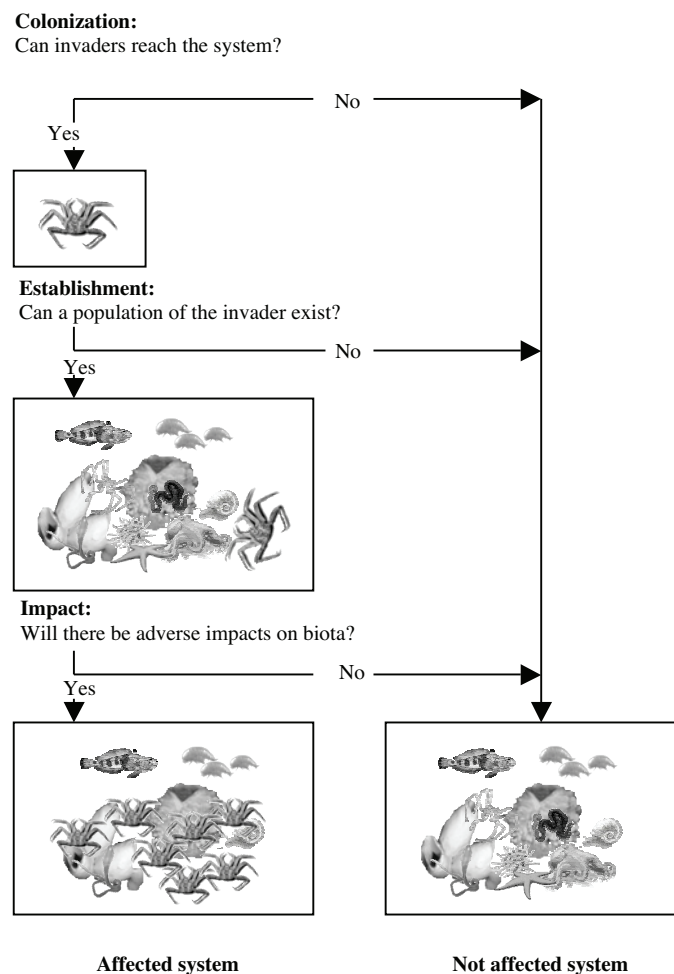 Colonization:
Can invaders reach the system?
No
Yes
Establishment:
Can a population of the invader exist?
No
Yes
Impact:
Will there be adverse impacts on biota?
No
Yes
Affected system
Not affected system